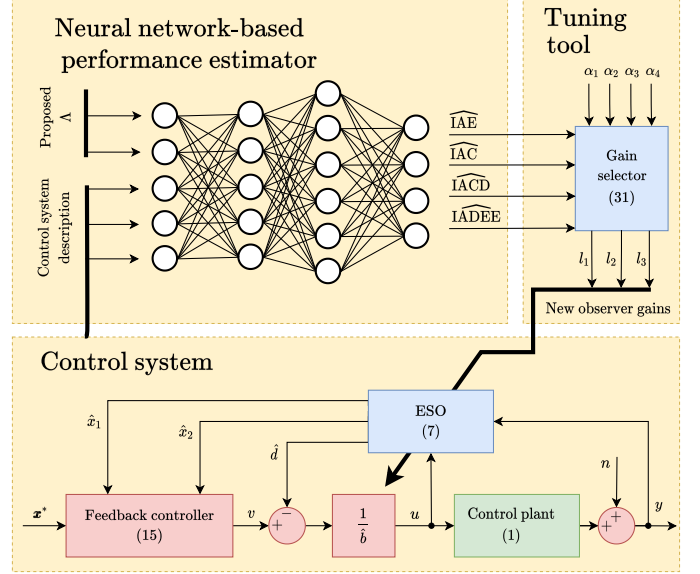 Neural network-based
performance estimator
Proposed
Λ
Control system
description
IAE
IAC
IACD
IADEE
Tuning
tool
α₁ α₂ α₃ α₄
Gain
selector
(31)
l₁ l₂ l₃
New observer gains
Control system
ESO
(7)
x̂₁
x̂₂
d̂
n
x*
Feedback controller
(15)
v
−
+
1
b̂
u
Control plant
(1)
+
+
y